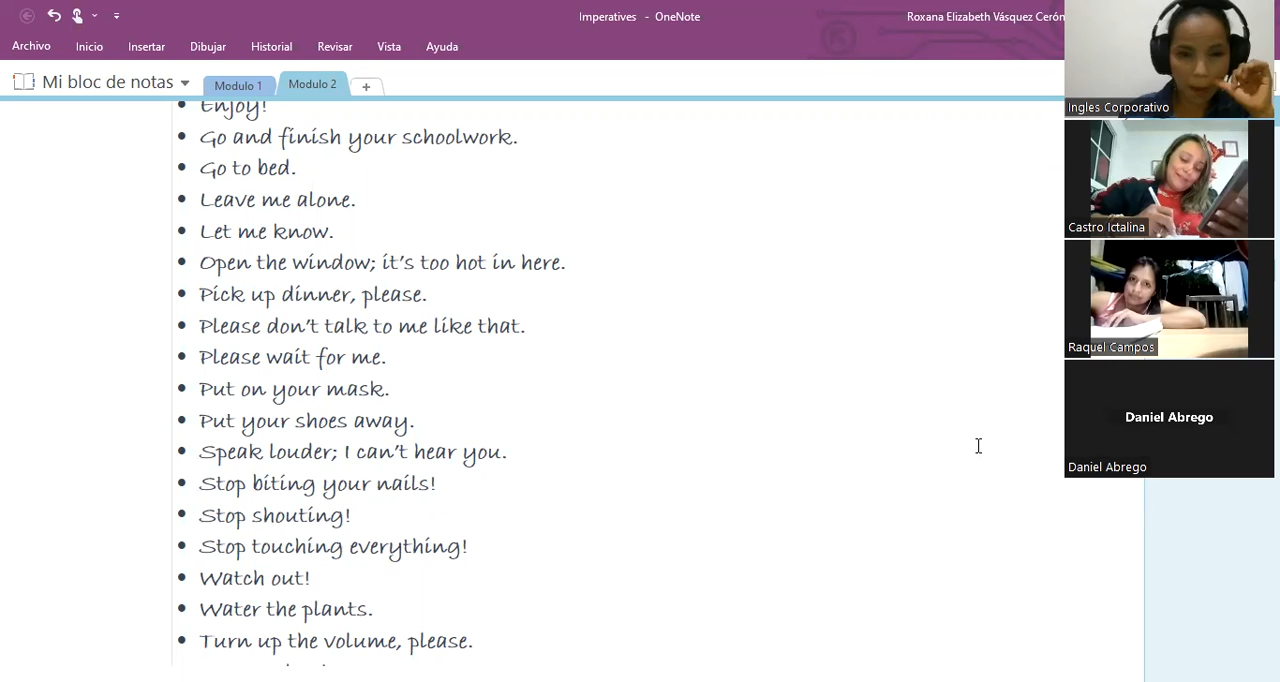 Imperatives - OneNote
Roxana Elizabeth Vásquez Cerón
Archivo Inicio Insertar Dibujar Historial Revisar Vista Ayuda
Mi bloc de notas Modulo 1 Modulo 2 +
• Enjoy!
• Go and finish your schoolwork.
• Go to bed.
• Leave me alone.
• Let me know.
• Open the window; it's too hot in here.
• Pick up dinner, please.
• Please don't talk to me like that.
• Please wait for me.
• Put on your mask.
• Put your shoes away.
• Speak louder; I can't hear you.
• Stop biting your nails!
• Stop shouting!
• Stop touching everything!
• Watch out!
• Water the plants.
• Turn up the volume, please.
Ingles Corporativo
Castro Ictalina
Raquel Campos
Daniel Abrego
Daniel Abrego